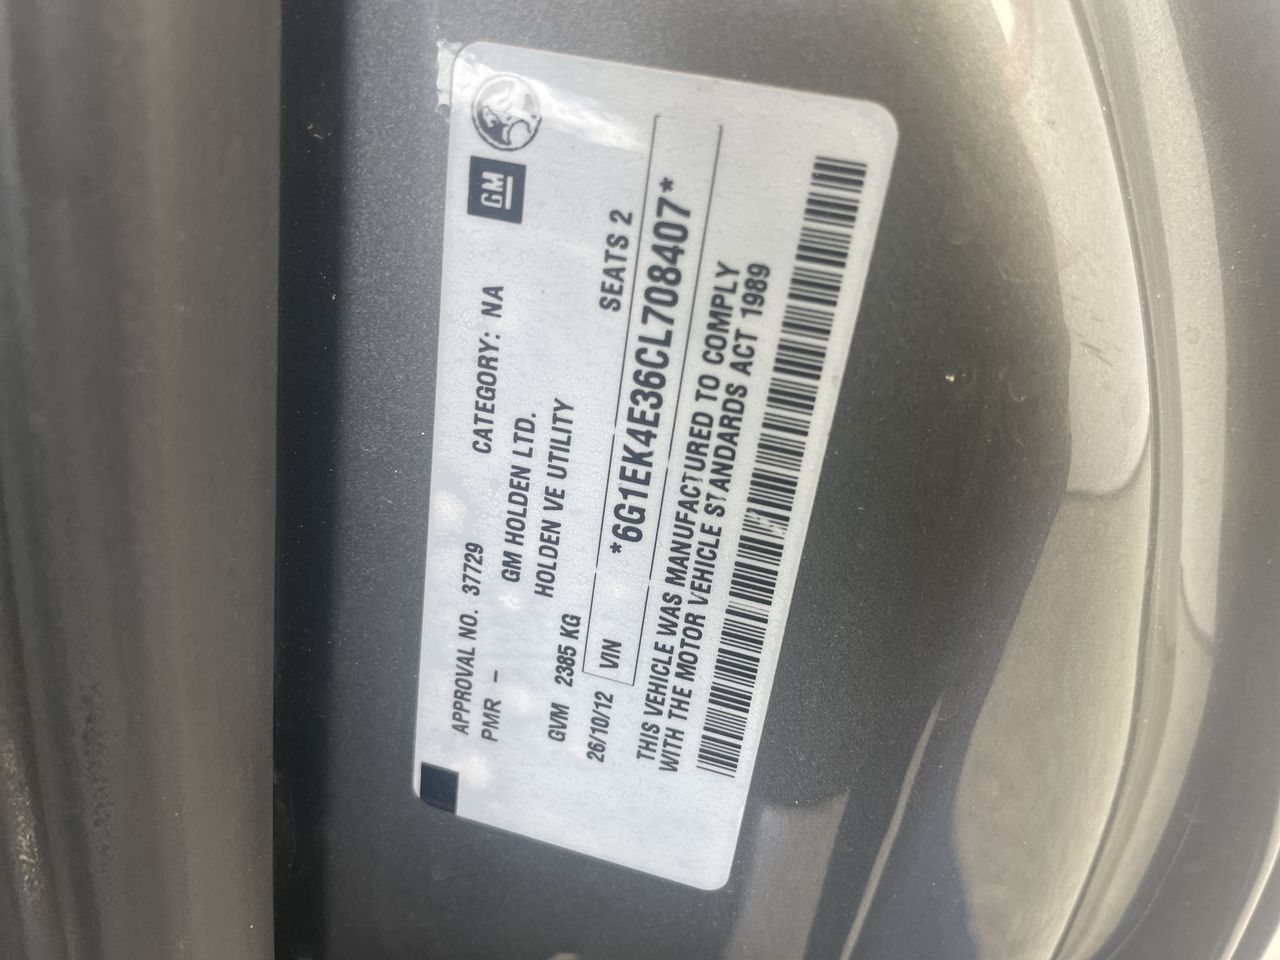 APPROVAL NO. 37729 CATEGORY: NA GM
PMR -
GM HOLDEN LTD.
HOLDEN VE UTILITY
GVM 2385 KG SEATS 2
26/10/12 VIN *6G1EK4E36CL708407*
THIS VEHICLE WAS MANUFACTURED TO COMPLY
WITH THE MOTOR VEHICLE STANDARDS ACT 1989